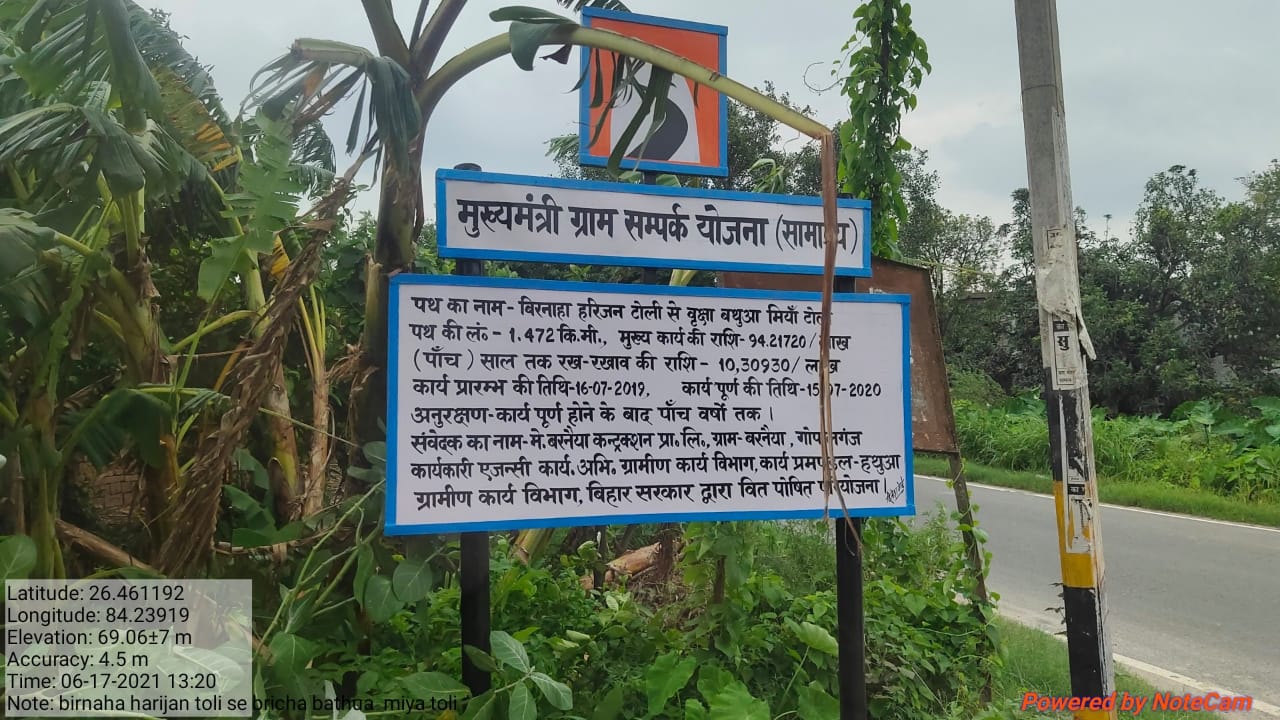 मुख्यमंत्री ग्राम सम्पर्क योजना (सामान्य)
पथ का नाम- बिरनाहा हरिजन टोली से वृक्षा बथुआ मियाँ टोली
पथ की लं०- 1.472 कि.मी., मुख्य कार्य की राशि- 94.21720/ लाख
(पाँच) साल तक रख-रखाव की राशि - 10,30930/ लाख
कार्य प्रारम्भ की तिथि-16-07-2019, कार्य पूर्ण की तिथि-15-07-2020
अनुरक्षण-कार्य पूर्ण होने के बाद पाँच वर्षो तक ।
संवेदक का नाम-मे. बरनैया कन्ट्रक्शन प्रा. लि., ग्राम-बरनैया, गोपालगंज
कार्यकारी एजन्सी कार्य. अभि. ग्रामीण कार्य विभाग, कार्य प्रमण्डल-हथुआ
ग्रामीण कार्य विभाग, बिहार सरकार द्वारा वित पोषित परियोजना
सु
Latitude: 26.461192
Longitude: 84.23919
Elevation: 69.06±7 m
Accuracy: 4.5 m
Time: 06-17-2021 13:20
Note: birnaha harijan toli se bricha bathua miya toli
Powered by NoteCam